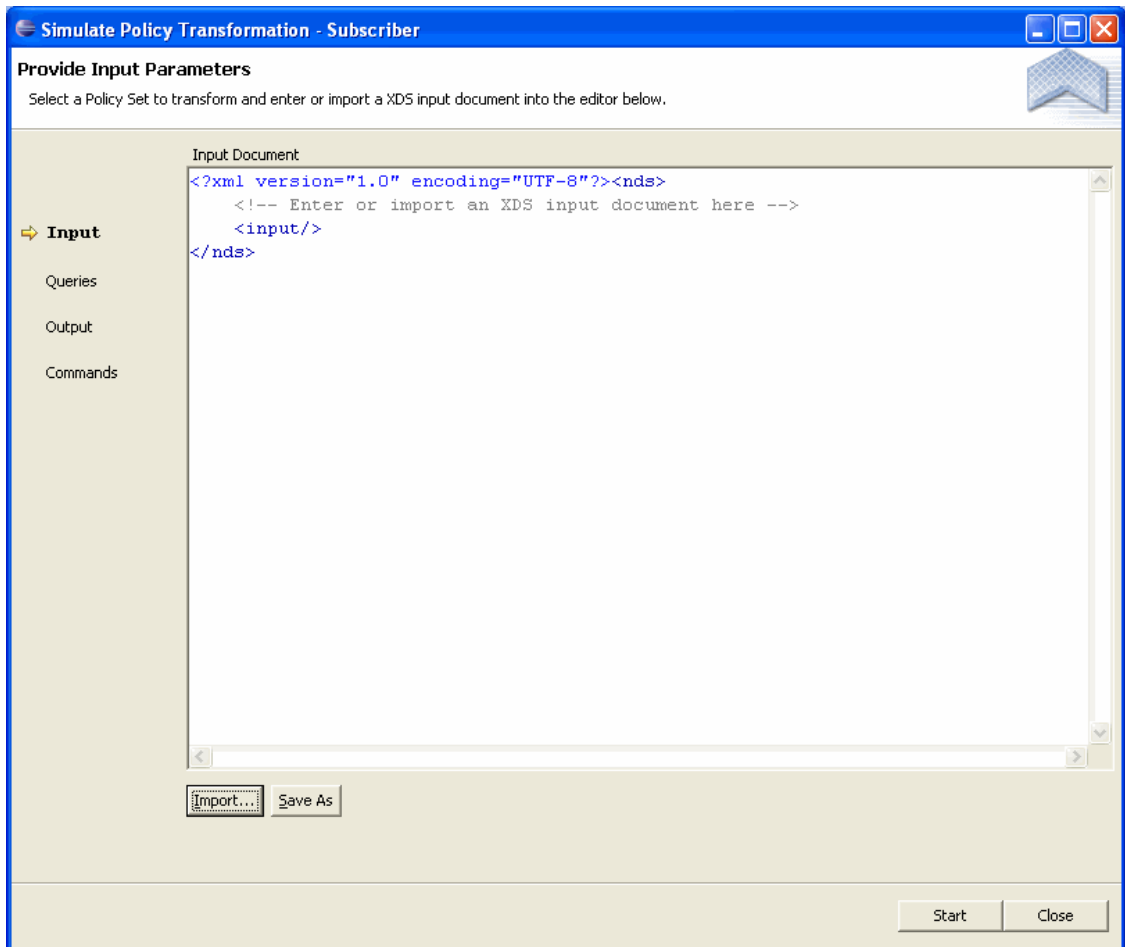 Simulate Policy Transformation - Subscriber
Provide Input Parameters
Select a Policy Set to transform and enter or import a XDS input document into the editor below.
Input Document
<?xml version="1.0" encoding="UTF-8"?><nds>
    <!-- Enter or import an XDS input document here -->
    <input/>
</nds>
Input
Queries
Output
Commands
Import...
Save As
Start
Close